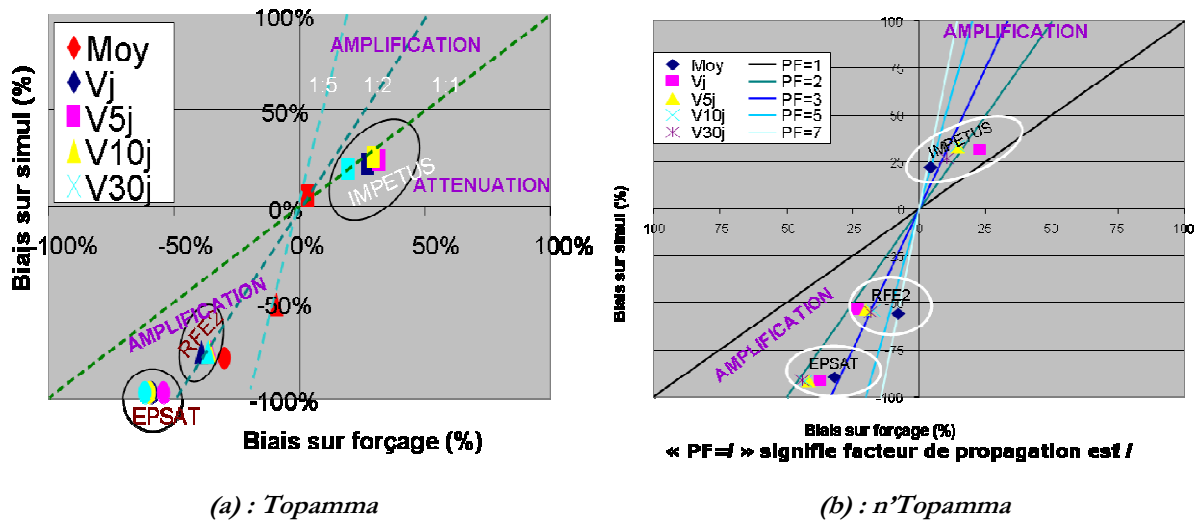 100%
50%
0%
-50%
-100%
-100%
-50%
0%
50%
100%
Moy
Vj
V5j
V10j
V30j
AMPLIFICATION
1:5
1:2
1:1
IMPETUS
ATTENUATION
AMPLIFICATION
RFE2
EPSAT
Biais sur simul (%)
Biais sur forçage (%)
(a) : Topamma
100
75
50
25
0
-25
-75
-100
-100
75
50
25
0
25
50
75
100
Moy
Vj
V5j
V10j
V30j
PF=1
PF=2
PF=3
PF=5
PF=7
AMPLIFICATION
IMPETUS
AMPLIFICATION
RFE2
EPSAT
Biais sur simul (%)
Biais sur forçage (%)
« PF=i » signifie facteur de propagation est i
(b) : n'Topamma